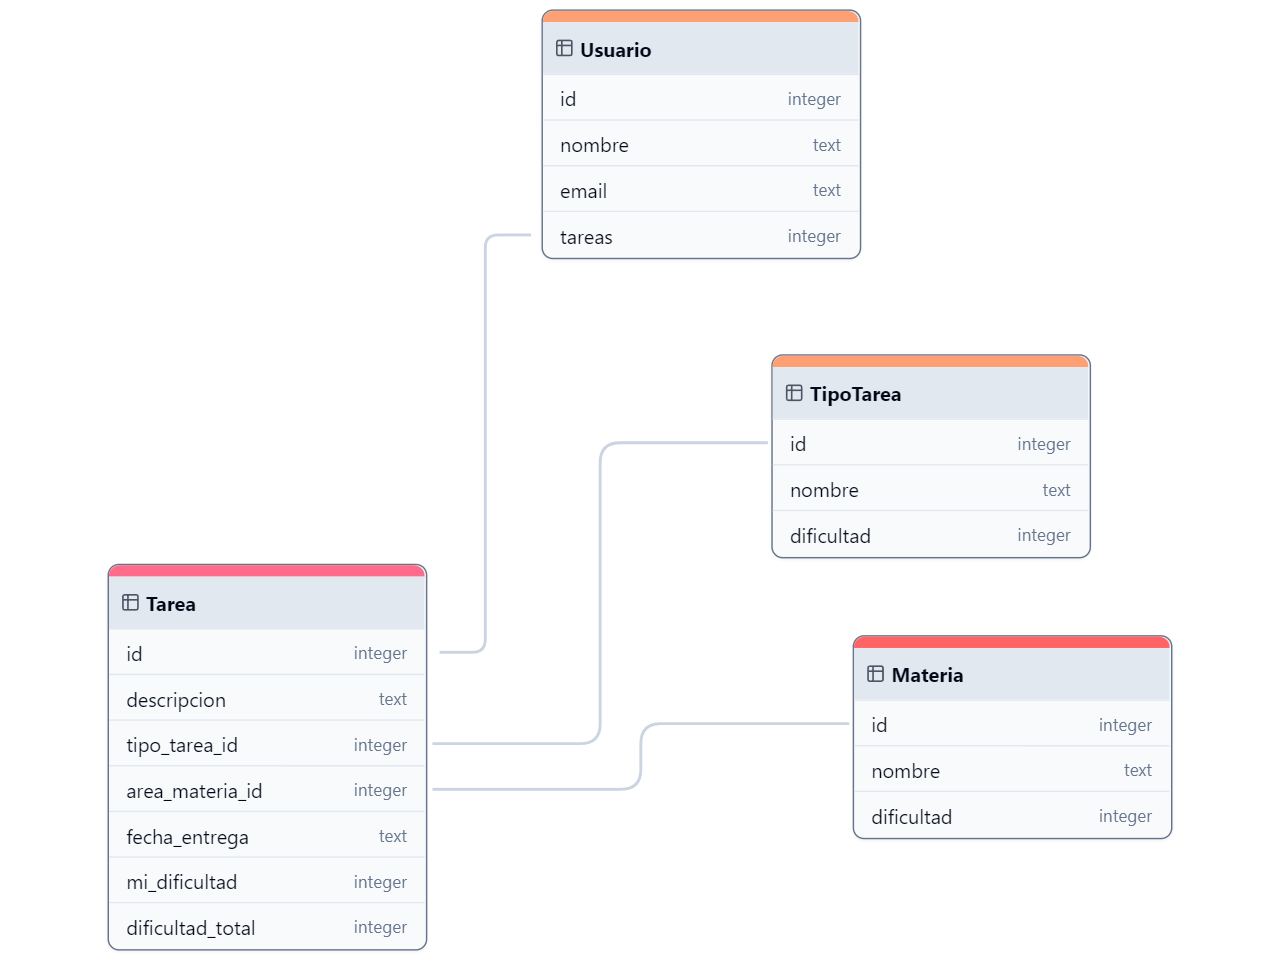 Usuario
id integer
nombre text
email text
tareas integer
TipoTarea
id integer
nombre text
dificultad integer
Tarea
id integer
descripcion text
tipo_tarea_id integer
area_materia_id integer
fecha_entrega text
mi_dificultad integer
dificultad_total integer
Materia
id integer
nombre text
dificultad integer